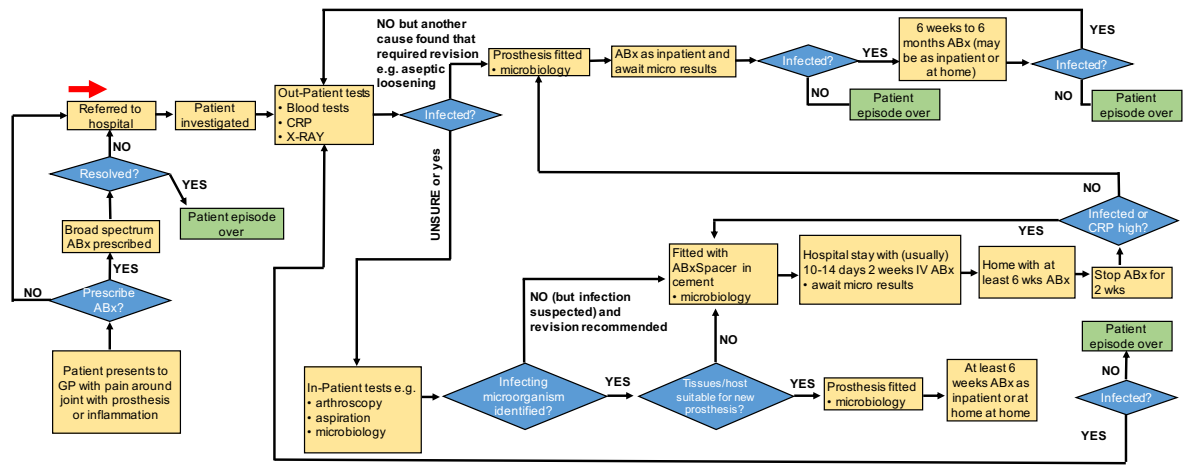 NO but another
cause found that
required revision
e.g. aseptic
loosening
Prosthesis fitted
• microbiology
ABx as inpatient and
await micro results
Infected?
YES
NO
Patient
episode over
6 weeks to 6
months ABx (may
be as inpatient or
at home)
YES
Infected?
NO
Patient
episode over
Referred to
hospital
Patient
investigated
Out-Patient tests
• Blood tests
• CRP
• X-RAY
Infected?
UNSURE or yes
NO
Resolved?
YES
Patient episode
over
Broad spectrum
ABx prescribed
YES
NO
Prescribe
ABx?
Patient presents to
GP with pain around
joint with prosthesis
or inflammation
NO
Infected or
CRP high?
YES
Fitted with
ABxSpacer in
cement
• microbiology
Hospital stay with (usually)
10-14 days 2 weeks IV ABx
• await micro results
Home with at
least 6 wks ABx
Stop ABx for
2 wks
NO (but infection
suspected) and
revision recommended
NO
In-Patient tests e.g.
• arthroscopy
• aspiration
• microbiology
Infecting
microorganism
identified?
YES
Tissues/host
suitable for new
prosthesis?
YES
Prosthesis fitted
• microbiology
At least 6
weeks ABx as
inpatient or at
home at home
Patient
episode over
NO
Infected?
YES